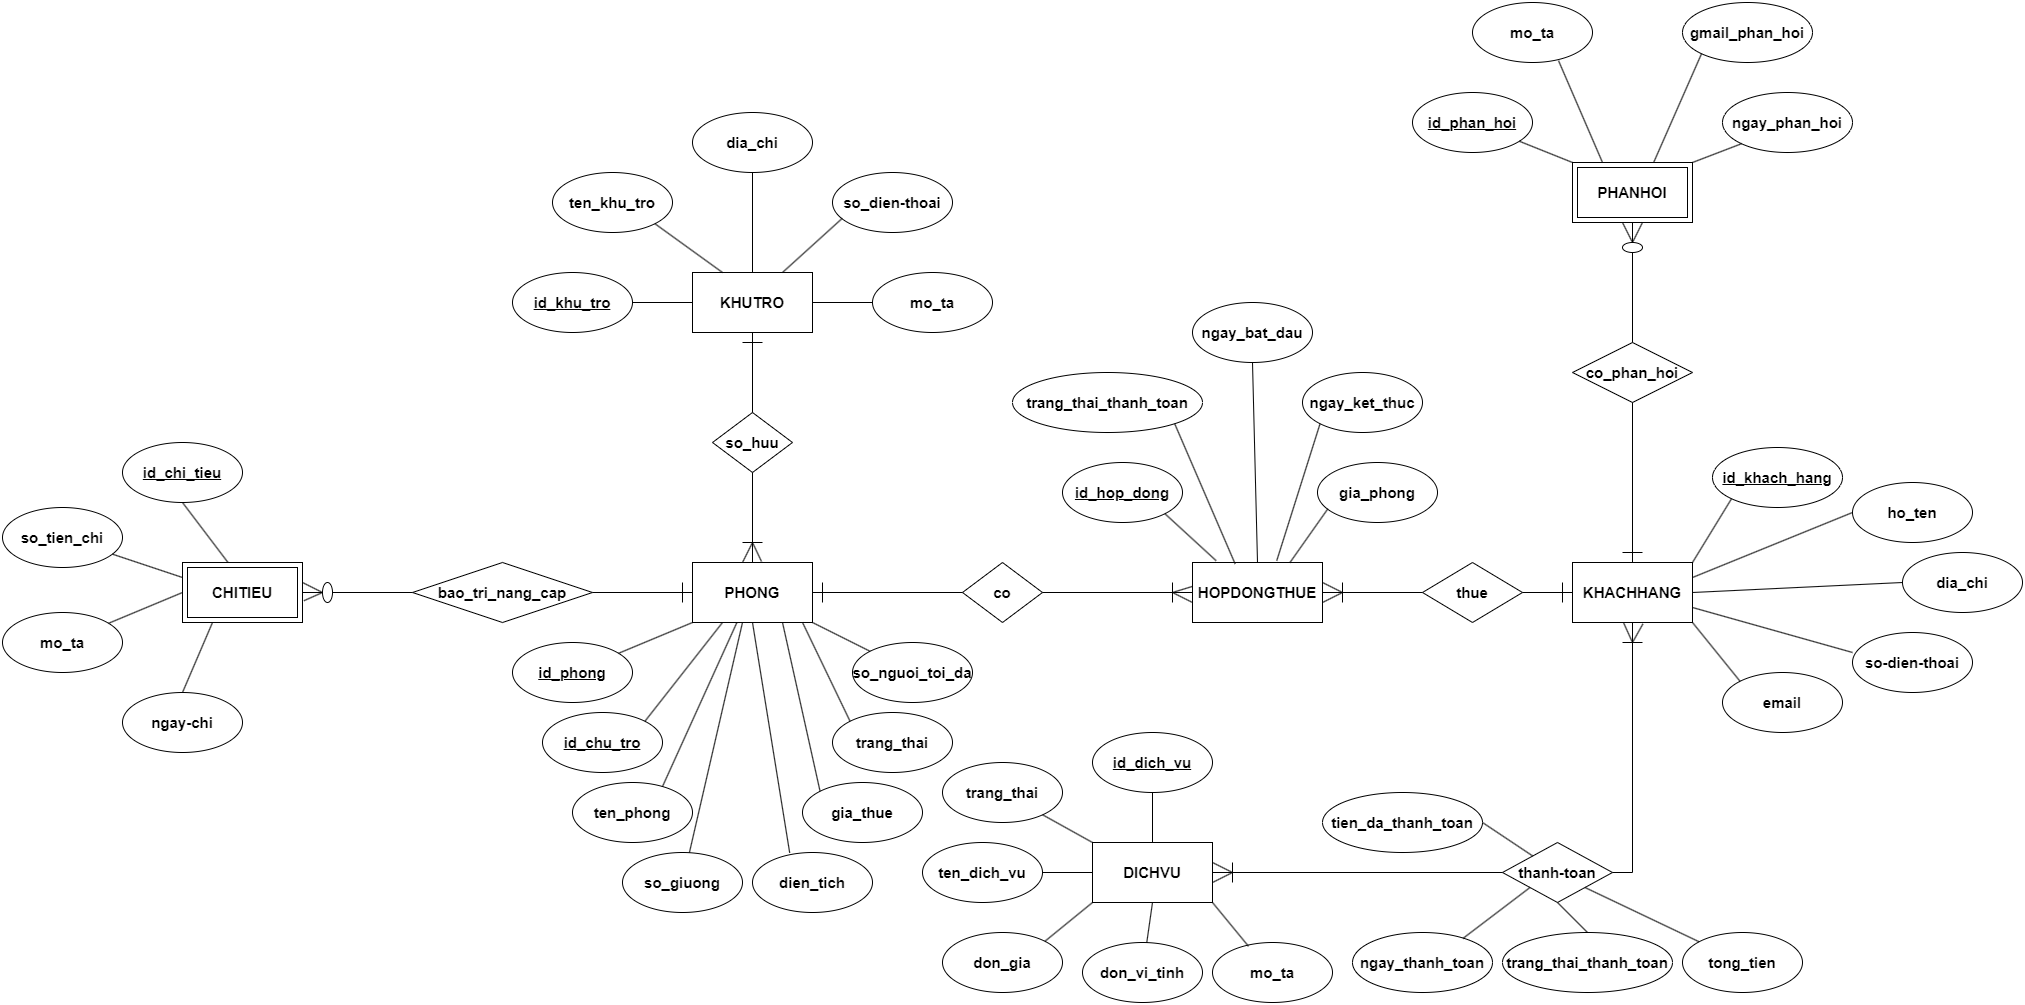 mo_ta
gmail_phan_hoi
id_phan_hoi
ngay_phan_hoi
PHANHOI
dia_chi
ten_khu_tro
so_dien-thoai
id_khu_tro
KHUTRO
mo_ta
ngay_bat_dau
co_phan_hoi
trang_thai_thanh_toan
ngay_ket_thuc
so_huu
id_chi_tieu
id_hop_dong
gia_phong
id_khach_hang
ho_ten
so_tien_chi
CHITIEU
bao_tri_nang_cap
PHONG
co
HOPDONGTHUE
thue
KHACHHANG
dia_chi
mo_ta
id_phong
so_nguoi_toi_da
so-dien-thoai
ngay-chi
id_chu_tro
trang_thai
email
id_dich_vu
trang_thai
ten_phong
gia_thue
tien_da_thanh_toan
so_giuong
dien_tich
ten_dich_vu
DICHVU
thanh-toan
don_gia
don_vi_tinh
mo_ta
ngay_thanh_toan
trang_thai_thanh_toan
tong_tien